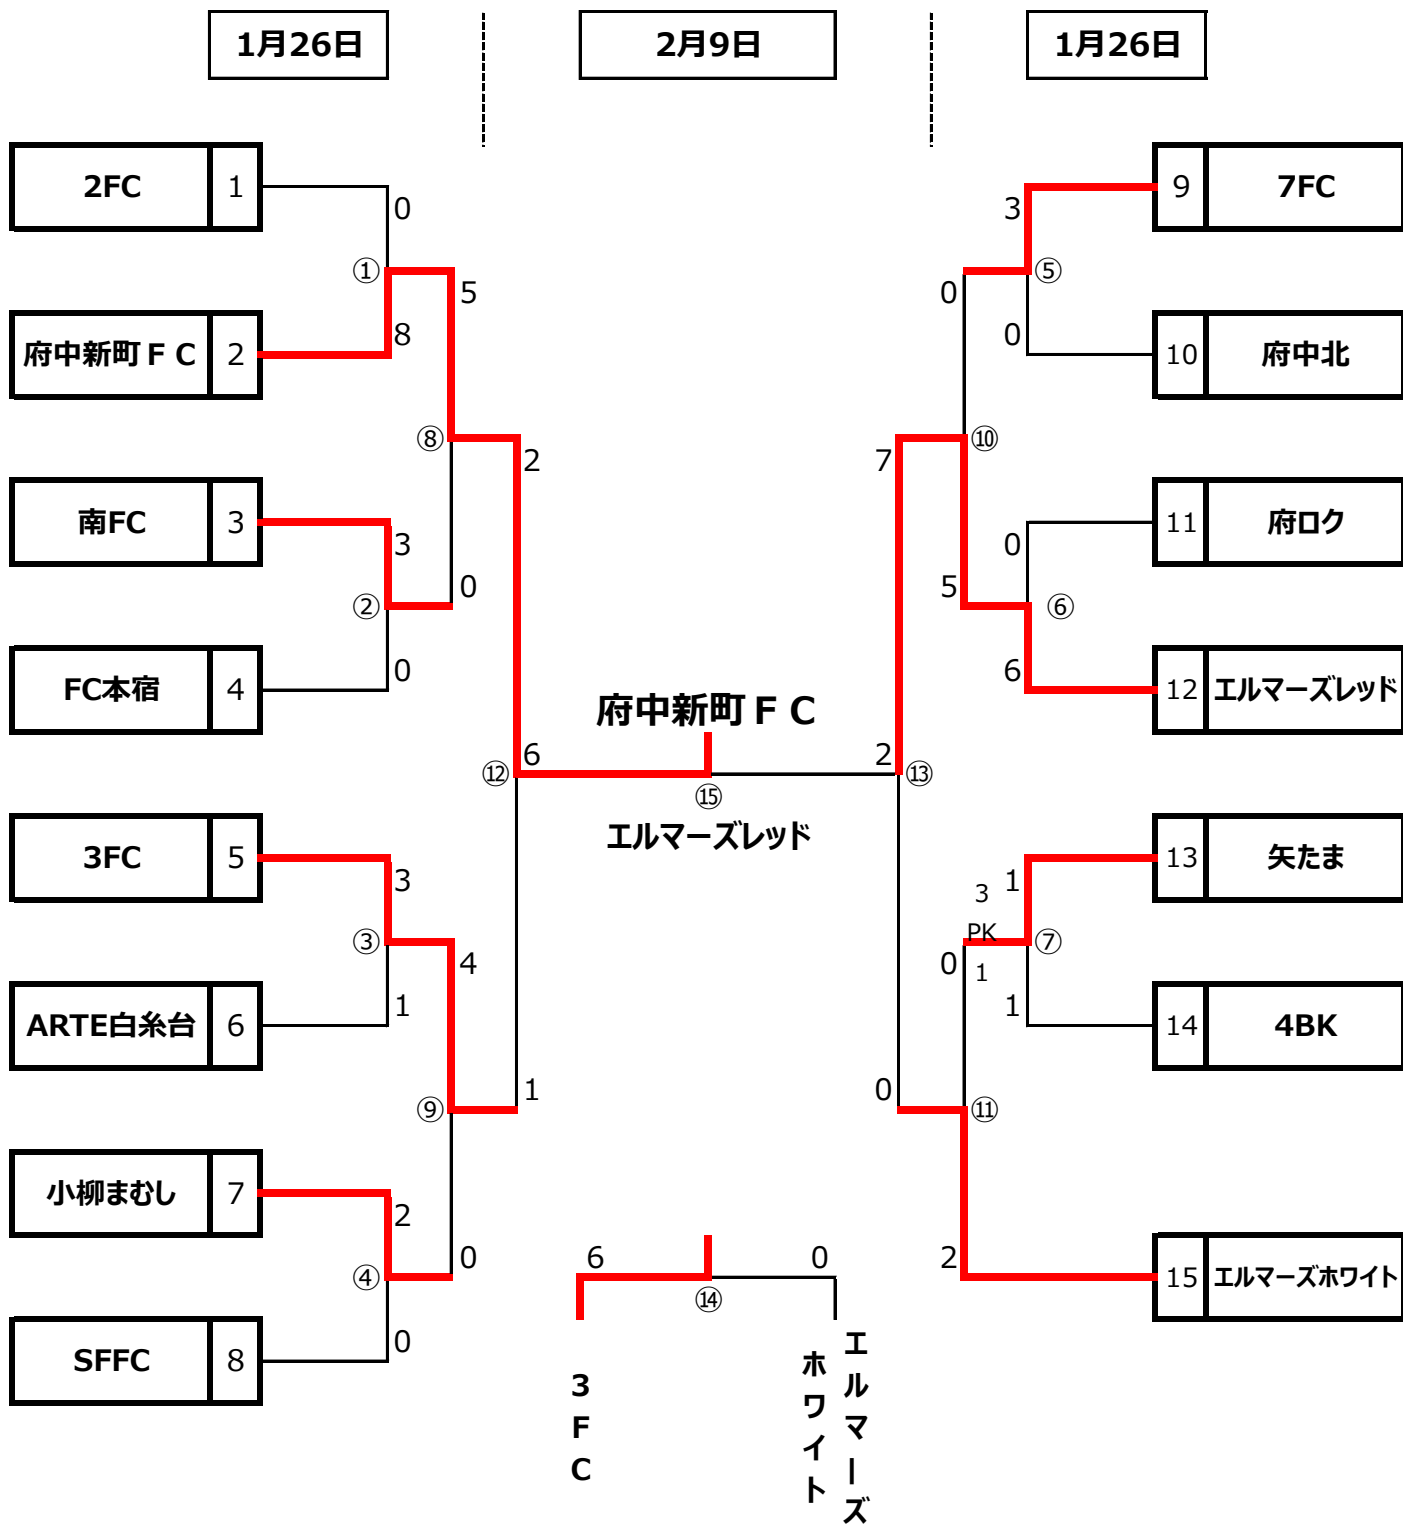 1月26日
2月9日
1月26日
2FC 1
0
①
5
府中新町ＦＣ 2
8
⑧
2
南FC 3
3
②
0
FC本宿 4
0
⑫
6
3FC 5
3
③
4
ARTE白糸台 6
1
⑨
1
小柳まむし 7
2
④
0
SFFC 8
0
府中新町ＦＣ
⑮
エルマーズレッド
6
0
⑭
3FC
エルマーズ
ホワイト
9 7FC
3
⑤
0
10 府中北
0
7
⑩
11 府ロク
0
5
⑥
12 エルマーズレッド
6
2
⑬
13 矢たま
1
3
PK
1
⑦
0
14 4BK
1
0
⑪
15 エルマーズホワイト
2